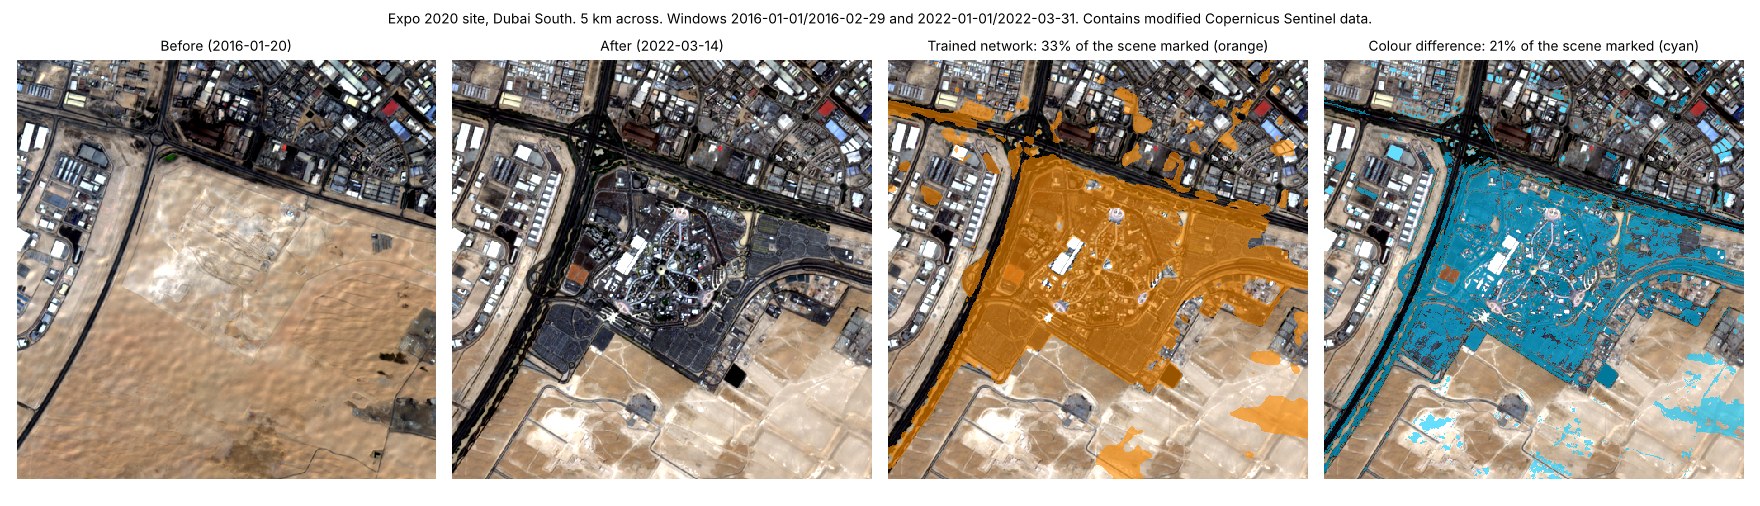 Expo 2020 site, Dubai South. 5 km across. Windows 2016-01-01/2016-02-29 and 2022-01-01/2022-03-31. Contains modified Copernicus Sentinel data.
Before (2016-01-20)
After (2022-03-14)
Trained network: 33% of the scene marked (orange)
Colour difference: 21% of the scene marked (cyan)